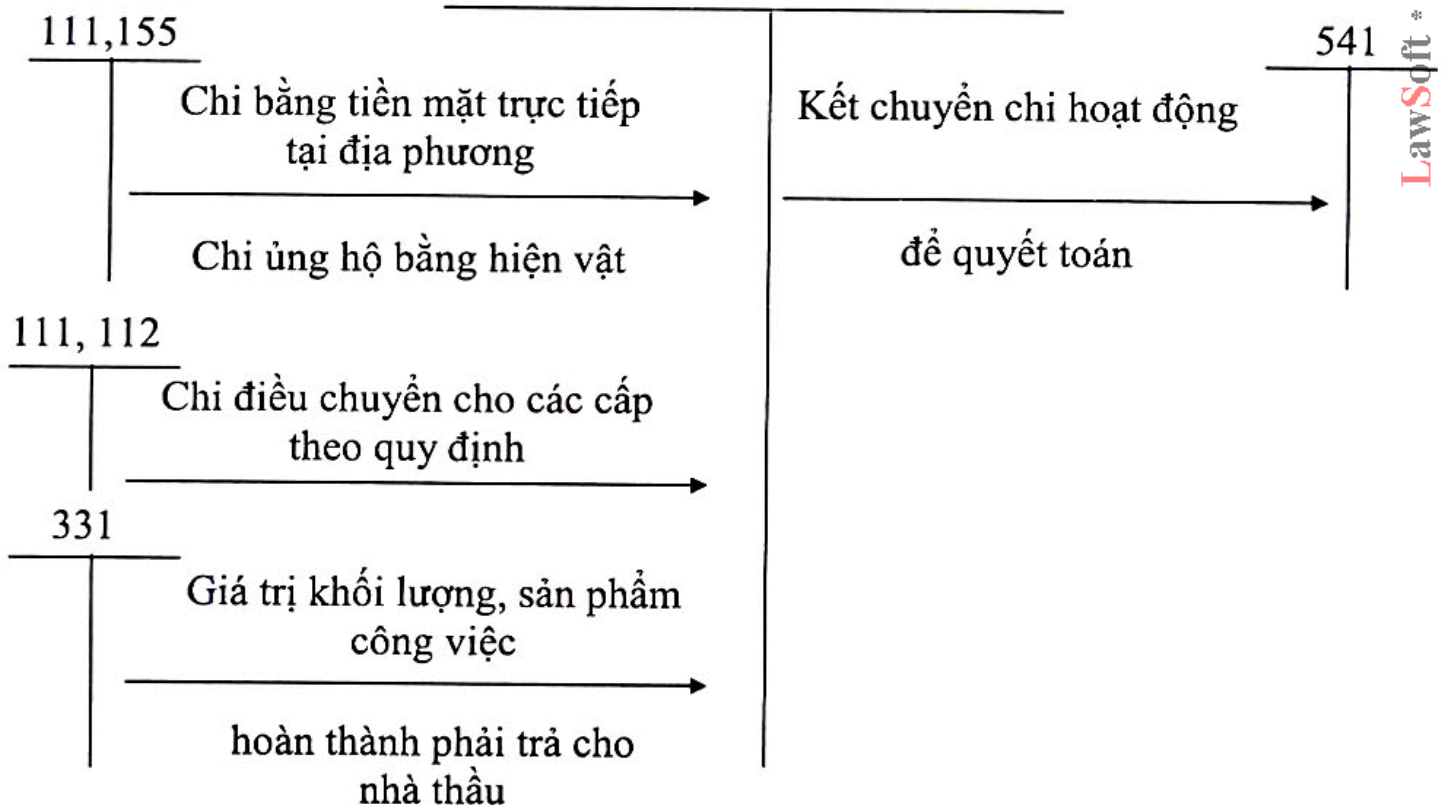 111,155
Chi bằng tiền mặt trực tiếp
tại địa phương
Chi ủng hộ bằng hiện vật
111, 112
Chi điều chuyển cho các cấp
theo quy định
331
Giá trị khối lượng, sản phẩm
công việc
hoàn thành phải trả cho
nhà thầu
Kết chuyển chi hoạt động
để quyết toán
541
LawSoft *